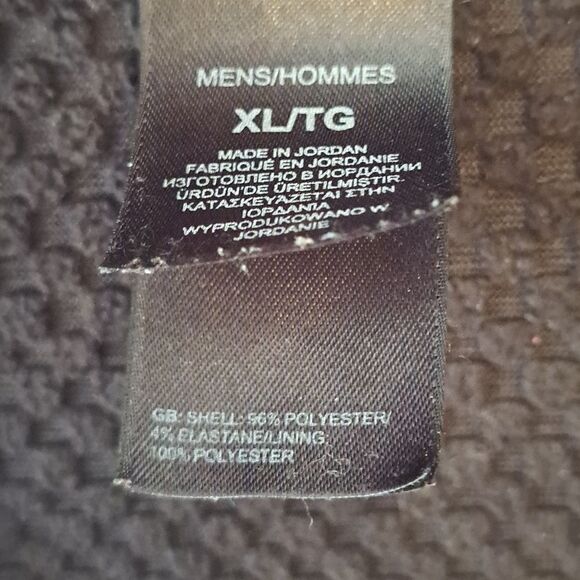 MENS/HOMMES
XL/TG
MADE IN JORDAN
FABRIQUÉ EN JORDANIE
ИЗГОТОВЛЕНО В ИОРДАНИИ
ÜRDÜN'DE ÜRETILMIŞTIR.
ΚΑΤΑΣΚΕΥΑΖΕΤΑΙ ΣΤΗΝ
ΙΟΡΔΑΝΙΑ
WYPRODUKOWANO W
JORDANIE
GB: SHELL: 96% POLYESTER/
4% ELASTANE/LINING:
100% POLYESTER